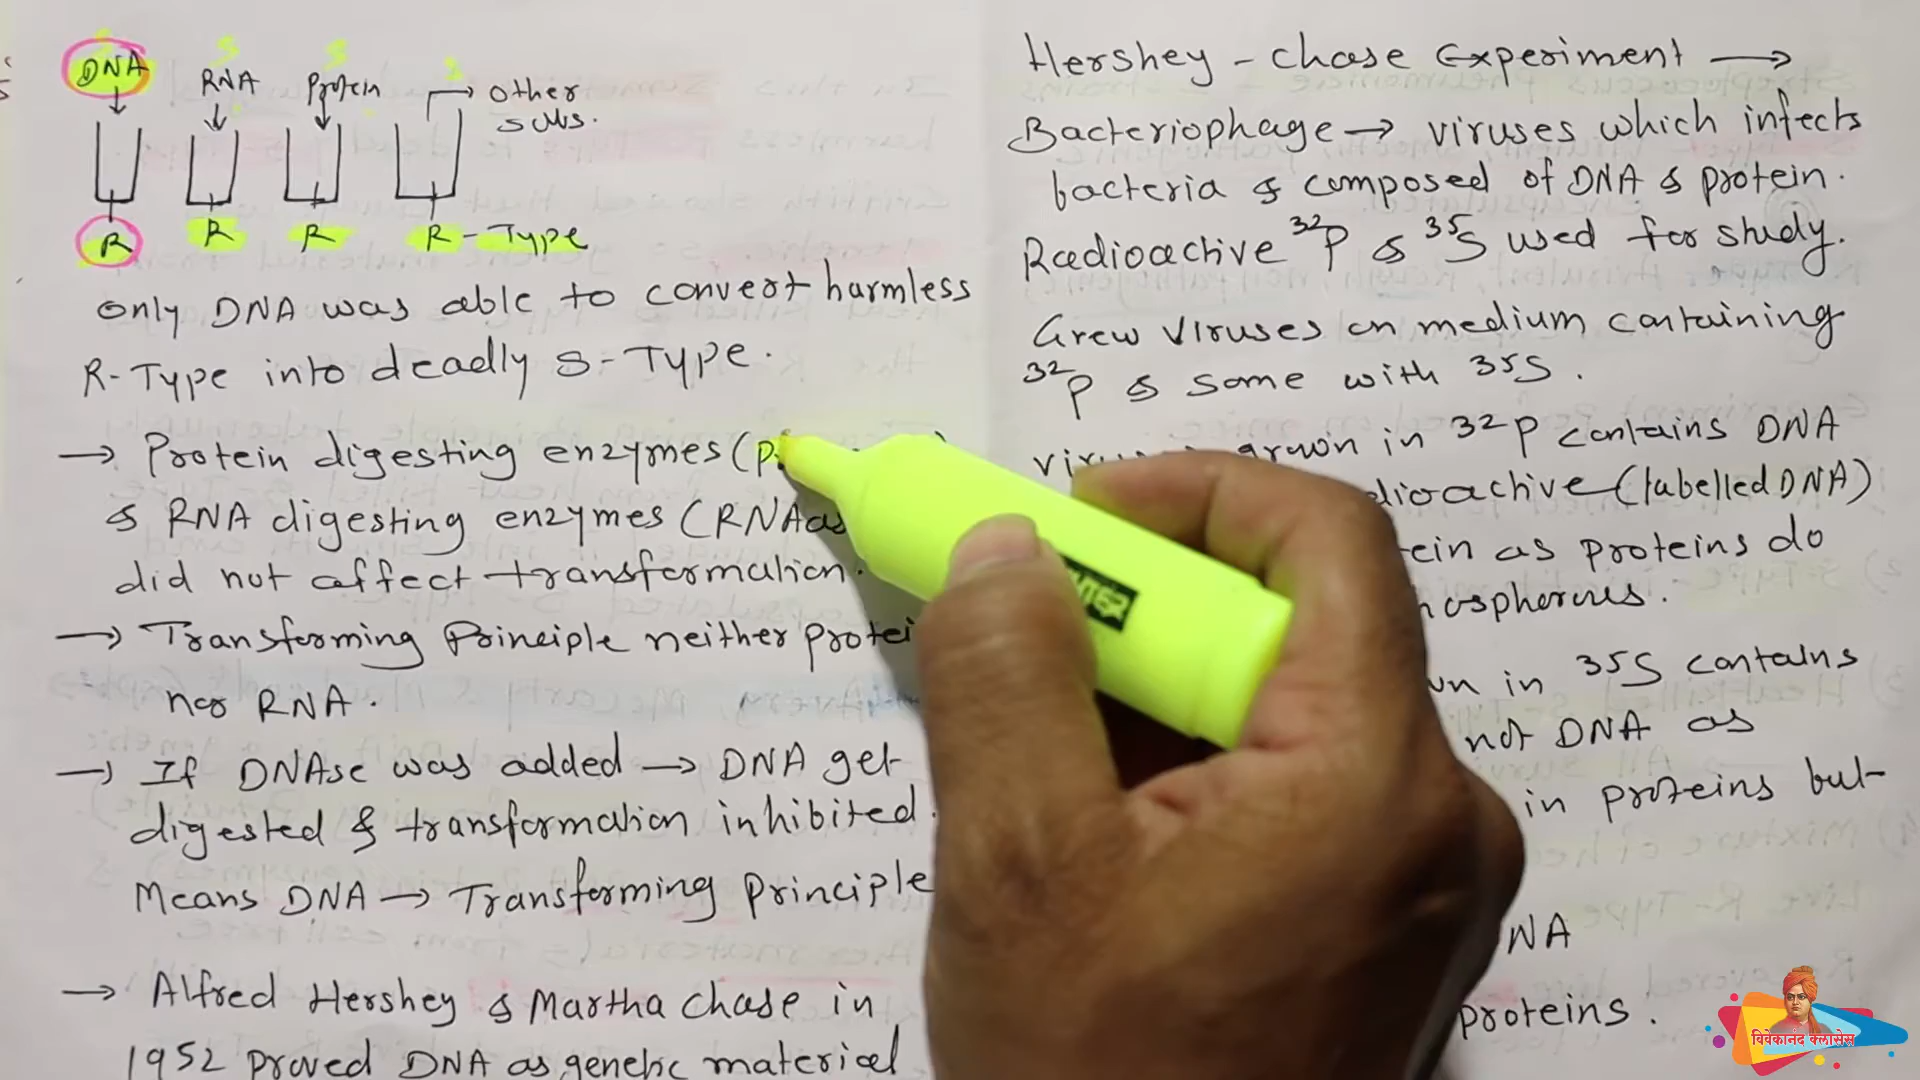 DNA
RNA
Protein
Other
S
S
S
R
R
R
R - Type
Only DNA was able to convert harmless
R-Type into deadly S-Type.
→ Protein digesting enzymes (
& RNA digesting enzymes (RNAas
did not affect transformation.
→ Transforming Principle neither protei
nor RNA.
→ If DNAse was added → DNA get
digested & transformation inhibited.
Means DNA → Transforming principle
→ Alfred Hershey & Martha chase in
1952 proved DNA as genetic material
Hershey - chase Experiment →
Bacteriophage → viruses which infects
bacteria & composed of DNA & protein.
Radioactive 32P & 35S used for study.
Grew viruses on medium containing
32P & some with 35S.
grown in 32P contains DNA
dioactive (labelled DNA)
ein as proteins do
hosphorous.
wn in 35S contains
not DNA as
in proteins but
NA
proteins.
विवेकानंद क्लासेस